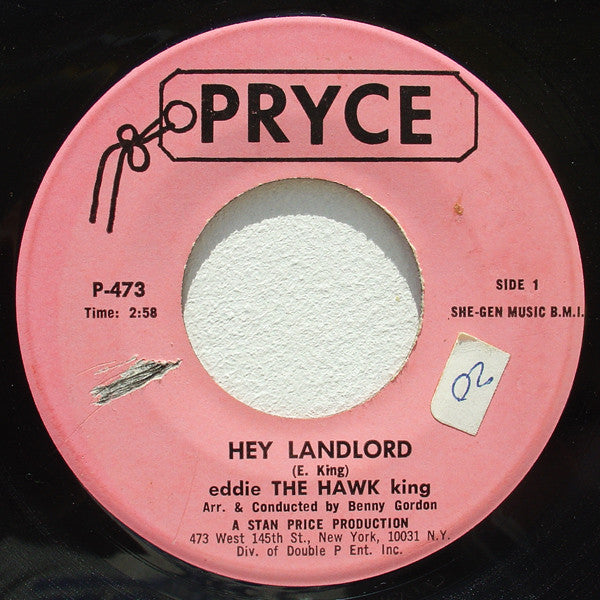 PRYCE
P-473
Time: 2:58
SIDE 1
SHE-GEN MUSIC B.M.I.
HEY LANDLORD
(E. King)
eddie THE HAWK king
Arr. & Conducted by Benny Gordon
A STAN PRICE PRODUCTION
473 West 145th St., New York, 10031 N.Y.
Div. of Double P Ent. Inc.